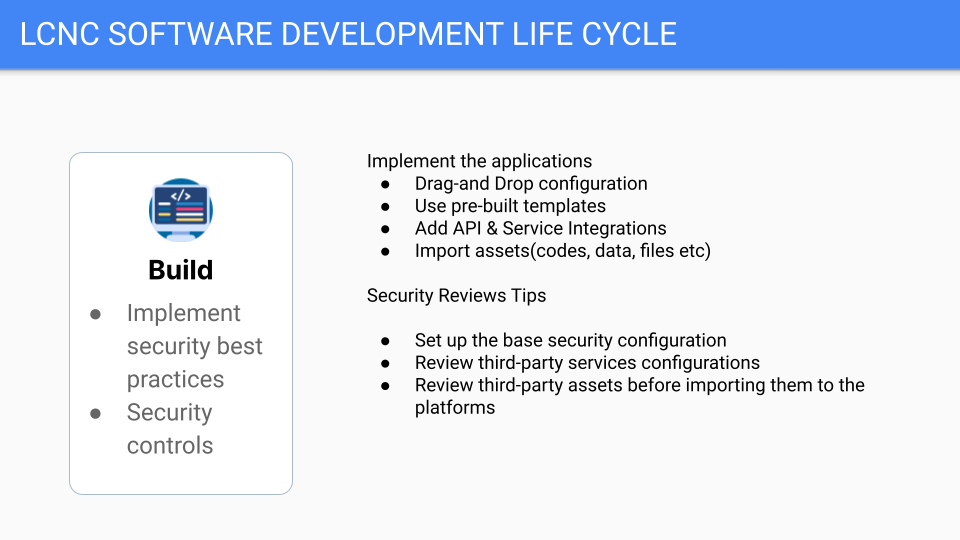 LCNC SOFTWARE DEVELOPMENT LIFE CYCLE
</>
Build
● Implement
security best
practices
● Security
controls
Implement the applications
● Drag-and Drop configuration
● Use pre-built templates
● Add API & Service Integrations
● Import assets(codes, data, files etc)
Security Reviews Tips
● Set up the base security configuration
● Review third-party services configurations
● Review third-party assets before importing them to the
platforms